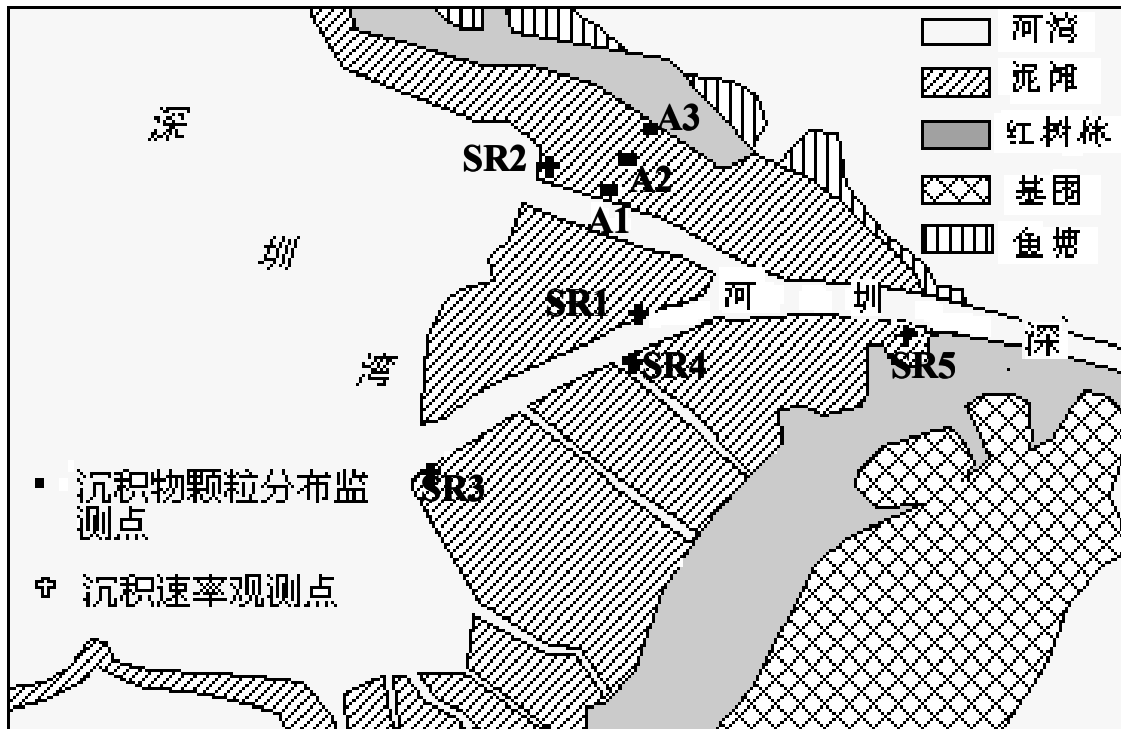 河湾
泥滩
红树林
基围
鱼塘
深
圳
A3
SR2
A2
A1
SR1
河 圳 深
SR4
SR5
SR3
沉积物颗粒分布监
测点
沉积速率观测点